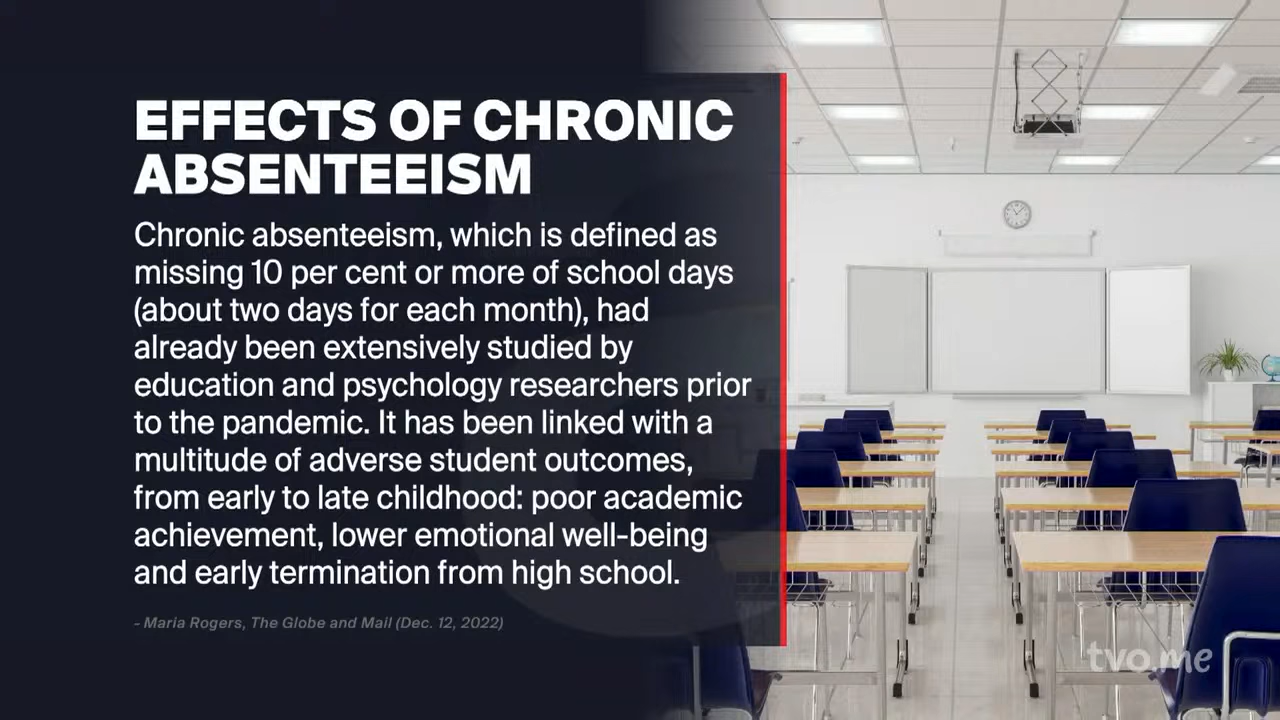 EFFECTS OF CHRONIC
ABSENTEEISM
Chronic absenteeism, which is defined as
missing 10 per cent or more of school days
(about two days for each month), had
already been extensively studied by
education and psychology researchers prior
to the pandemic. It has been linked with a
multitude of adverse student outcomes,
from early to late childhood: poor academic
achievement, lower emotional well-being
and early termination from high school.
- Maria Rogers, The Globe and Mail (Dec. 12, 2022)
tvo.me